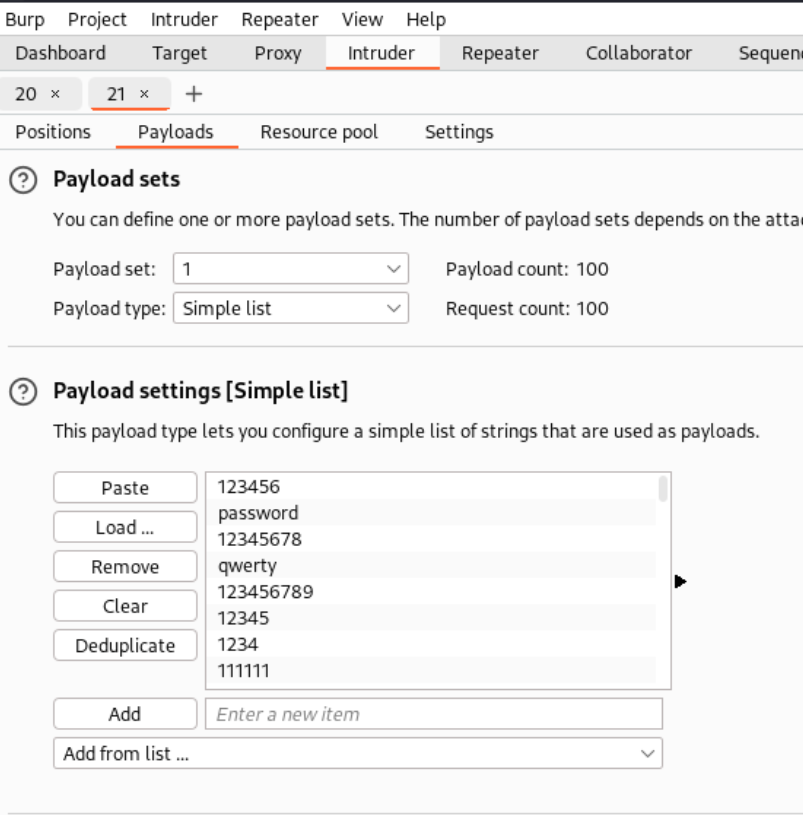 Burp Project Intruder Repeater View Help
Dashboard Target Proxy Intruder Repeater Collaborator
20 × 21 × +
Positions Payloads Resource pool Settings
? Payload sets
You can define one or more payload sets. The number of payload sets depends on the
Payload set: 1 Payload count: 100
Payload type: Simple list Request count: 100
? Payload settings [Simple list]
This payload type lets you configure a simple list of strings that are used as payloads.
Paste
Load ...
Remove
Clear
Deduplicate
123456
password
12345678
qwerty
123456789
12345
1234
111111
Add Enter a new item
Add from list ...